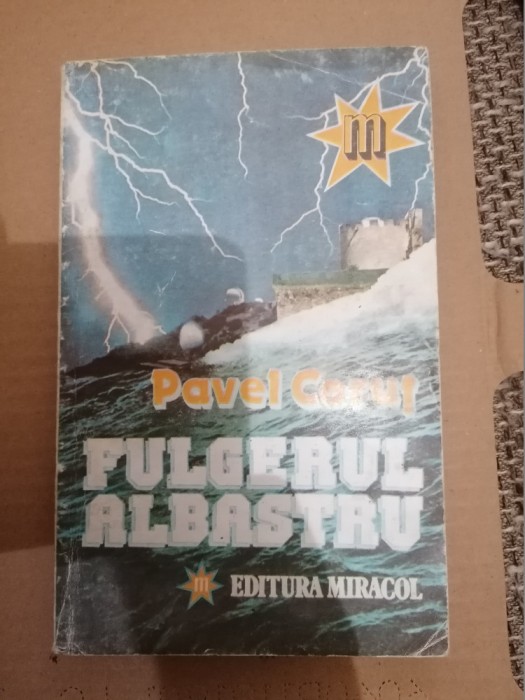 m
Pavel Coruț
FULGERUL
ALBASTRU
m EDITURA MIRACOL